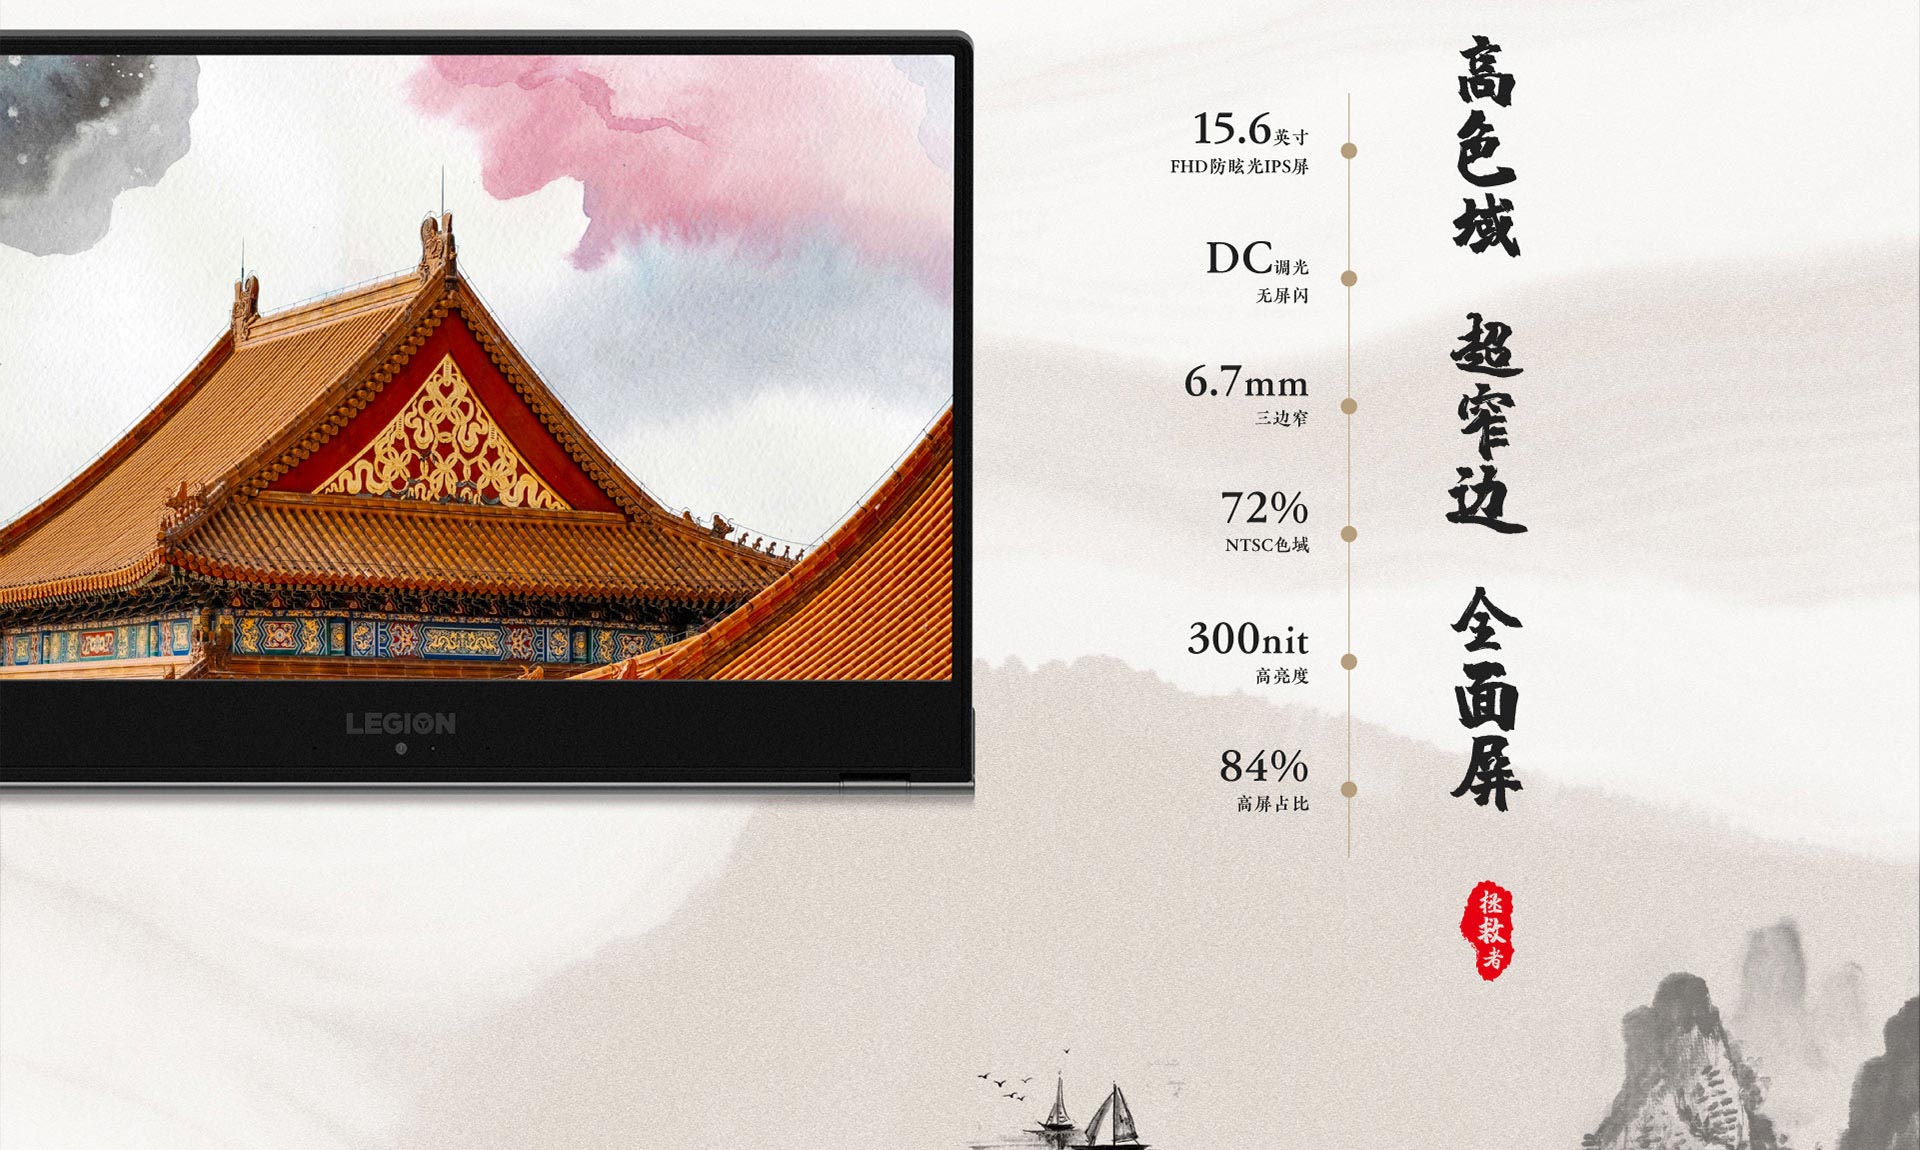 高色域 超窄边 全面屏
拯救者
15.6英寸
FHD防眩光IPS屏
DC调光
无屏闪
6.7mm
三边窄
72%
NTSC色域
300nit
高亮度
84%
高屏占比
LEGION